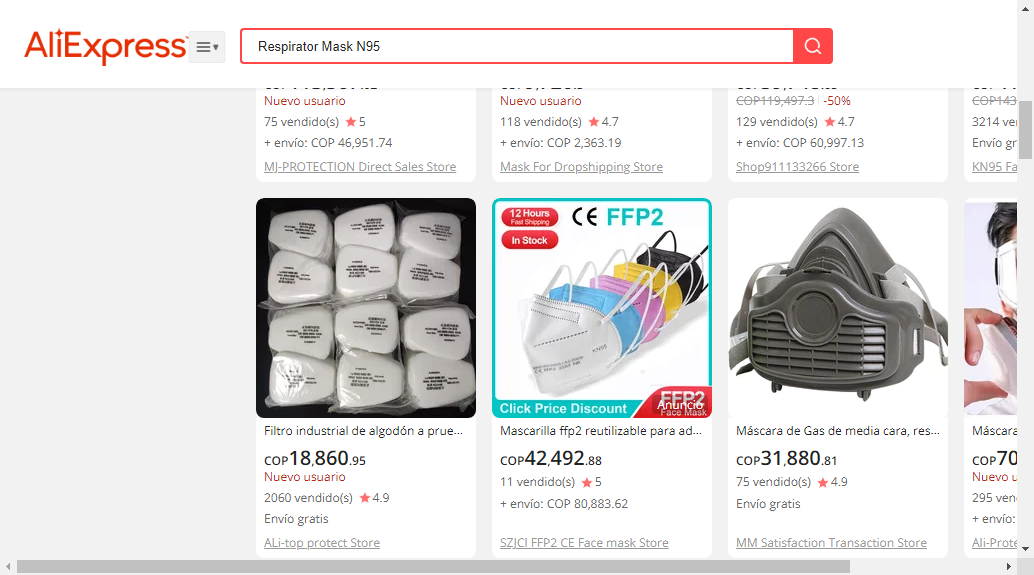 AliExpress
Respirator Mask N95
Nuevo usuario
75 vendido(s) ★ 5
+ envío: COP 46,951.74
MJ-PROTECTION Direct Sales Store
Nuevo usuario
118 vendido(s) ★ 4.7
+ envío: COP 2,363.19
Mask For Dropshipping Store
COP119,497.3 -50%
129 vendido(s) ★ 4.7
+ envío: COP 60,997.13
Shop911133266 Store
COP143
3214 ve
Envío gr
KN95 Fa
Filtro industrial de algodón a prue...
COP18,860.95
Nuevo usuario
2060 vendido(s) ★ 4.9
Envío gratis
ALi-top protect Store
12 Hours
Fast Shipping
In Stock
CE FFP2
KN95
Click Price Discount
FFP2
Anuncio
Face Mask
Mascarilla ffp2 reutilizable para ad...
COP42,492.88
11 vendido(s) ★ 5
+ envío: COP 80,883.62
SZJCI FFP2 CE Face mask Store
Máscara de Gas de media cara, res...
COP31,880.81
75 vendido(s) ★ 4.9
Envío gratis
MM Satisfaction Transaction Store
Máscara
COP70
Nuevo u
295 ven
+ envío:
Ali-Prote